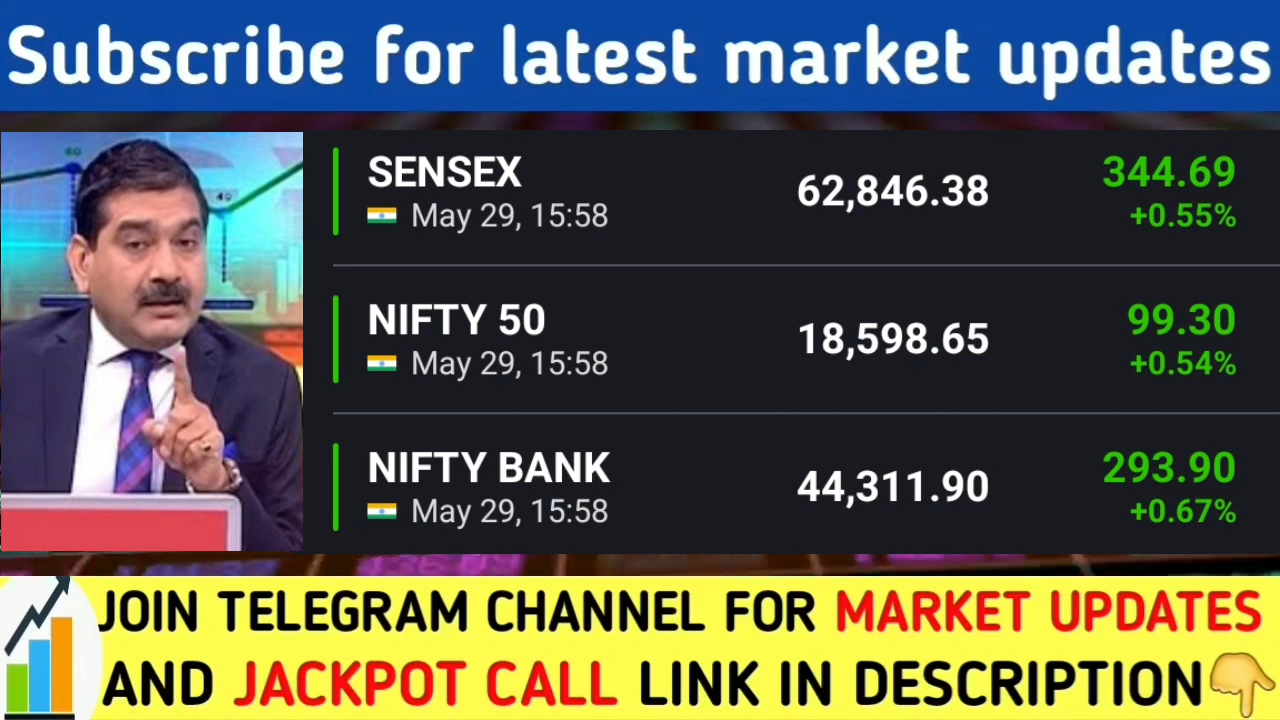 Subscribe for latest market updates
60
40
SENSEX 62,846.38 344.69
May 29, 15:58 +0.55%
NIFTY 50 18,598.65 99.30
May 29, 15:58 +0.54%
NIFTY BANK 44,311.90 293.90
May 29, 15:58 +0.67%
JOIN TELEGRAM CHANNEL FOR MARKET UPDATES
AND JACKPOT CALL LINK IN DESCRIPTION👇